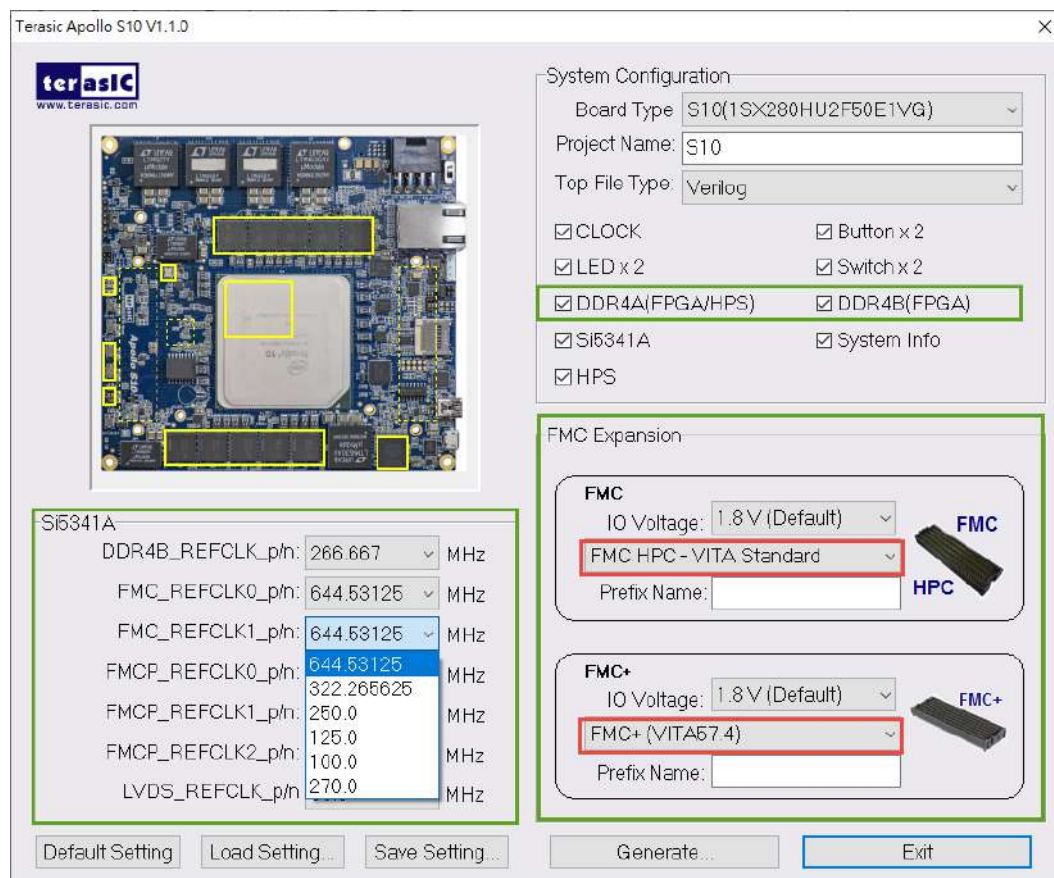 Terasic Apollo S10 V1.1.0
terasIC
www.terasic.com
Apollo S10
System Configuration
Board Type S10(1SX280HU2F50E1VG)
Project Name: S10
Top File Type: Verilog
CLOCK Button x 2
LED x 2 Switch x 2
DDR4A(FPGA/HPS) DDR4B(FPGA)
Si5341A System Info
HPS
Si5341A
DDR4B_REFCLK_p/n: 266.667 MHz
FMC_REFCLK0_p/n: 644.53125 MHz
FMC_REFCLK1_p/n: 644.53125 MHz
FMCP_REFCLK0_p/n: MHz
FMCP_REFCLK1_p/n: MHz
FMCP_REFCLK2_p/n: MHz
LVDS_REFCLK_p/n MHz
644.53125
322.265625
250.0
125.0
100.0
270.0
FMC Expansion
FMC
IO Voltage: 1.8 V (Default)
FMC HPC - VITA Standard
Prefix Name:
FMC
HPC
FMC+
IO Voltage: 1.8 V (Default)
FMC+ (VITA57.4)
Prefix Name:
FMC+
Default Setting Load Setting... Save Setting... Generate... Exit